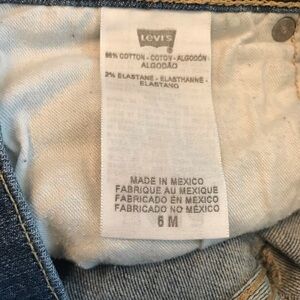 Levi's
98% COTTON - COTON - ALGODÓN
ALGODÃO
2% ELASTANE - ELASTHANNE -
ELASTANO
MADE IN MEXICO
FABRIQUE AU MEXIQUE
FABRICADO EN MEXICO
FABRICADO NO MÉXICO
6 M